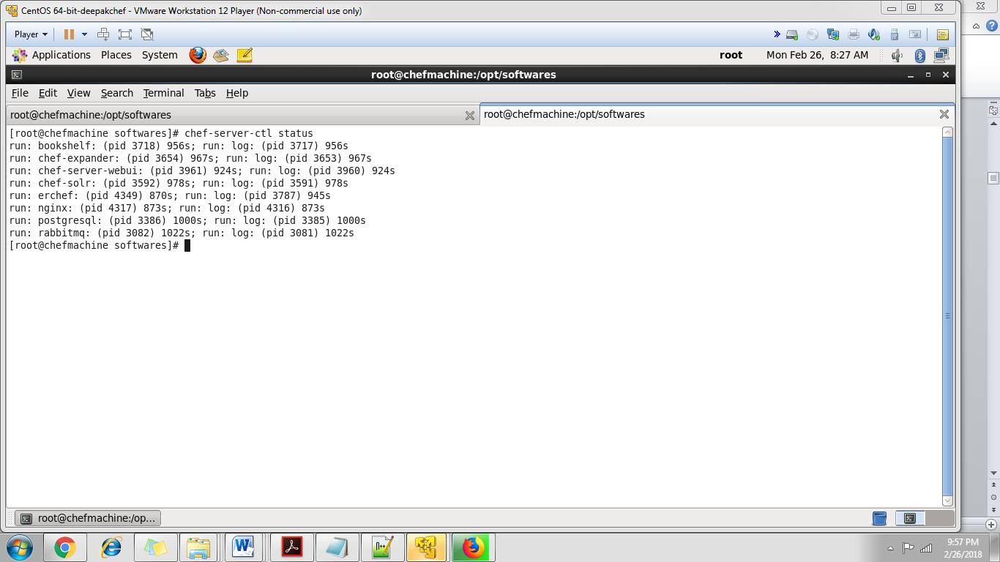 CentOS 64-bit-deepakchef - VMware Workstation 12 Player (Non-commercial use only)
Player
Applications Places System root Mon Feb 26, 8:27 AM
root@chefmachine:/opt/softwares
File Edit View Search Terminal Tabs Help
root@chefmachine:/opt/softwares root@chefmachine:/opt/softwares
[root@chefmachine softwares]# chef-server-ctl status
run: bookshelf: (pid 3718) 956s; run: log: (pid 3717) 956s
run: chef-expander: (pid 3654) 967s; run: log: (pid 3653) 967s
run: chef-server-webui: (pid 3961) 924s; run: log: (pid 3960) 924s
run: chef-solr: (pid 3592) 978s; run: log: (pid 3591) 978s
run: erchef: (pid 4349) 870s; run: log: (pid 3787) 945s
run: nginx: (pid 4317) 873s; run: log: (pid 4316) 873s
run: postgresql: (pid 3386) 1000s; run: log: (pid 3385) 1000s
run: rabbitmq: (pid 3082) 1022s; run: log: (pid 3081) 1022s
[root@chefmachine softwares]#
root@chefmachine:/op...
9:57 PM
2/26/2018